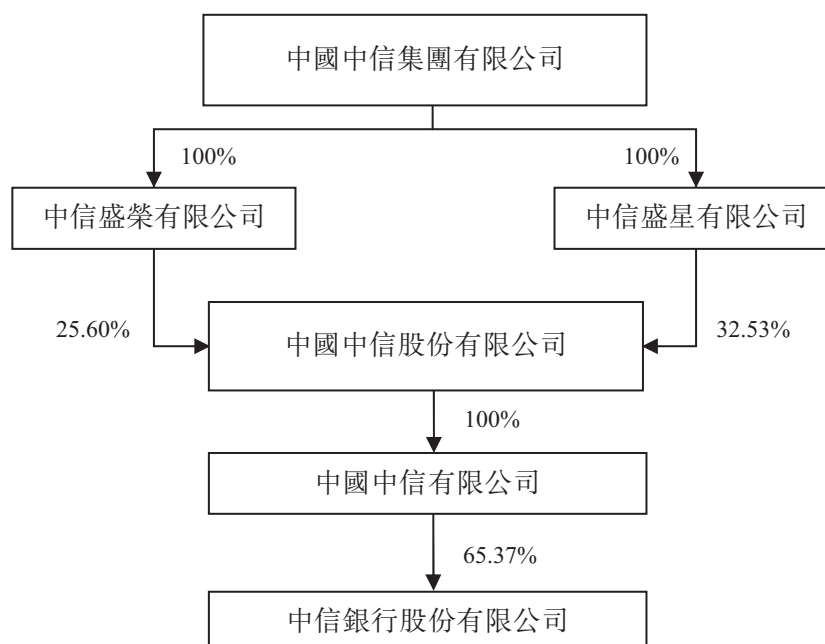 中國中信集團有限公司
100%
100%
中信盛榮有限公司
中信盛星有限公司
25.60%
中國中信股份有限公司
32.53%
100%
中國中信有限公司
65.37%
中信銀行股份有限公司